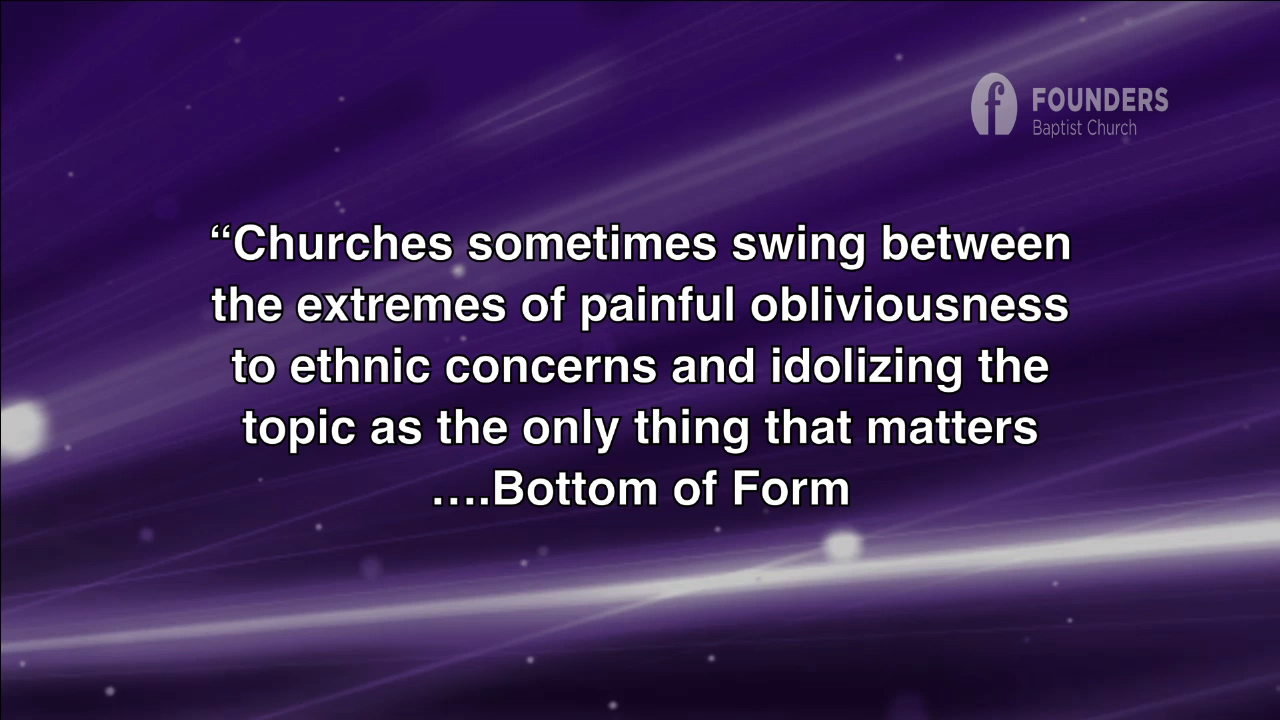 FOUNDERS
Baptist Church
“Churches sometimes swing between
the extremes of painful obliviousness
to ethnic concerns and idolizing the
topic as the only thing that matters
….Bottom of Form